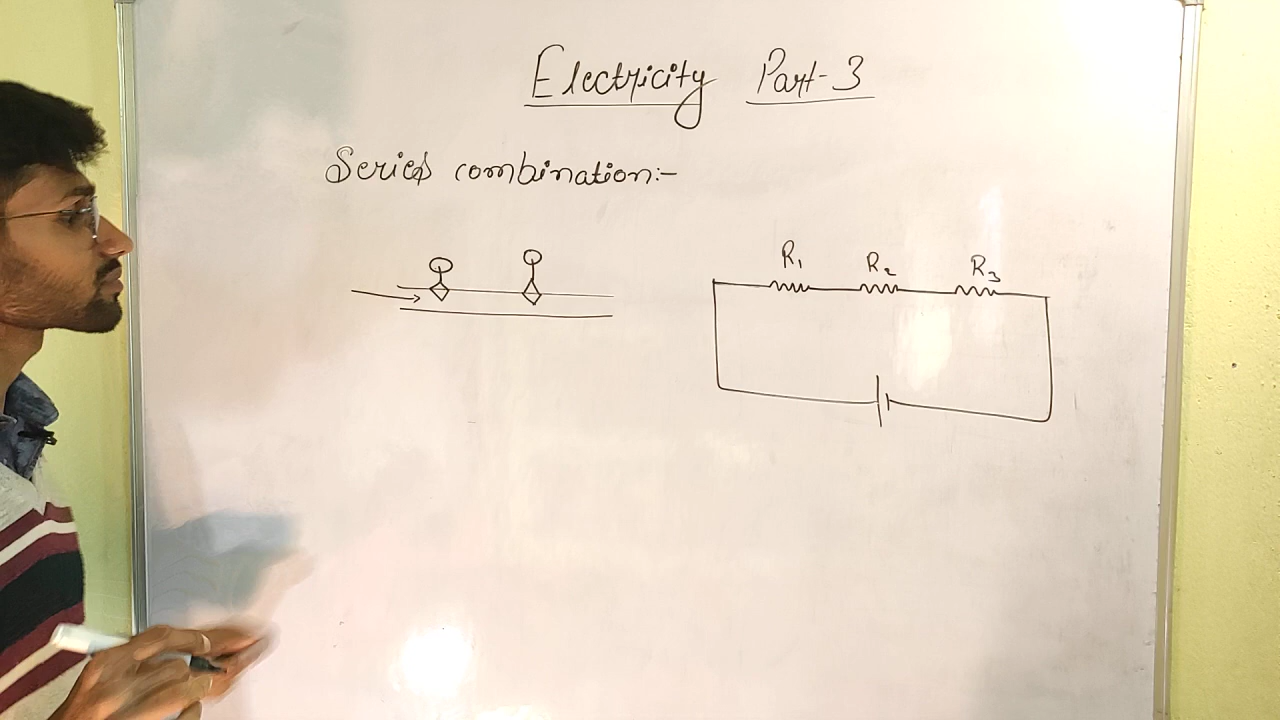 Electricity Part-3
Series combination:-
R₁ R₂ R₃